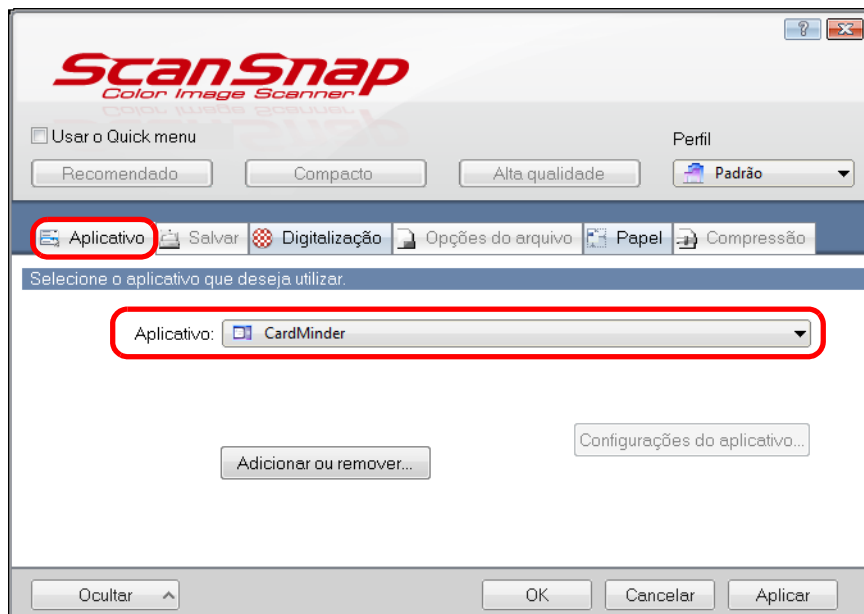 ScanSnap
Color Image Scanner
Usar o Quick menu
Perfil
Recomendado Compacto Alta qualidade Padrão
Aplicativo Salvar Digitalização Opções do arquivo Papel Compressão
Selecione o aplicativo que deseja utilizar.
Aplicativo: CardMinder
Configurações do aplicativo...
Adicionar ou remover...
Ocultar OK Cancelar Aplicar